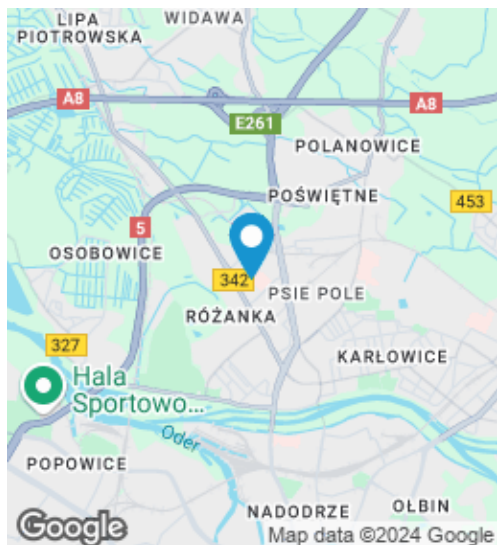 WIDAWA
LIPA
PIOTROWSKA
A8
A8
E261
POLANOWICE
POŚWIĘTNE
453
5
OSOBOWICE
342
PSIE POLE
RÓŻANKA
327
KARŁOWICE
Hala
Sportowo...
Oder
POPOWICE
NADODRZE
OŁBIN
Google
Map data ©2024 Google